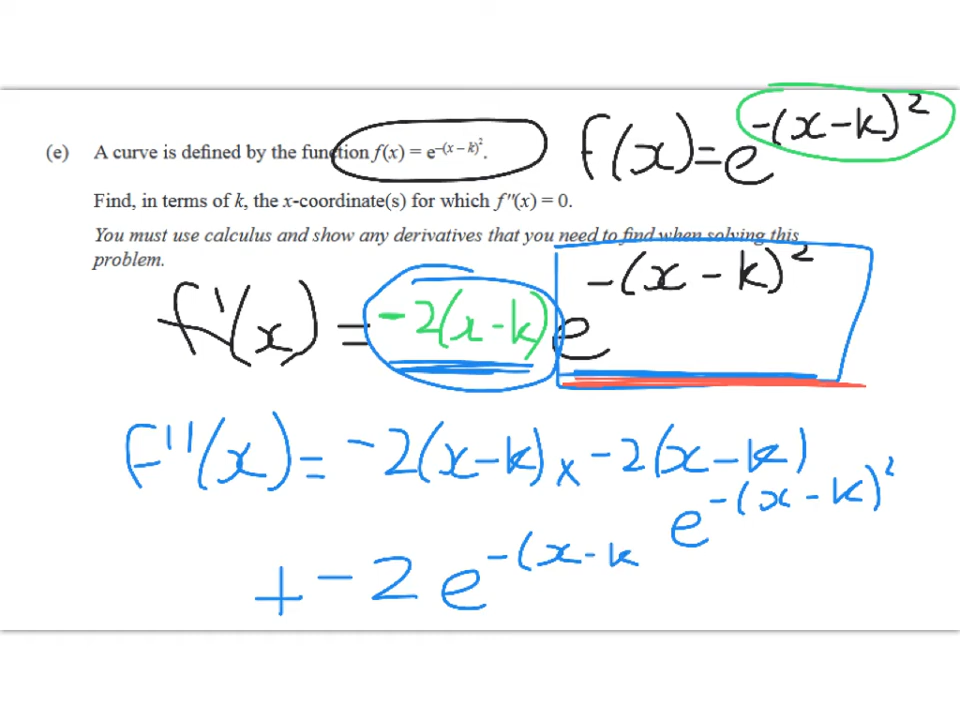 (e) A curve is defined by the function f(x) = e^{-(x-k)^2}.
f(x) = e^{-(x-k)^2}
Find, in terms of k, the x-coordinate(s) for which f''(x) = 0.
You must use calculus and show any derivatives that you need to find when solving this
problem.
f'(x) = -2(x-k) e^{-(x-k)^2}
f''(x) = -2(x-k) x -2(x-k)
e^{-(x-k)^2}
+ -2 e^{-(x-k}